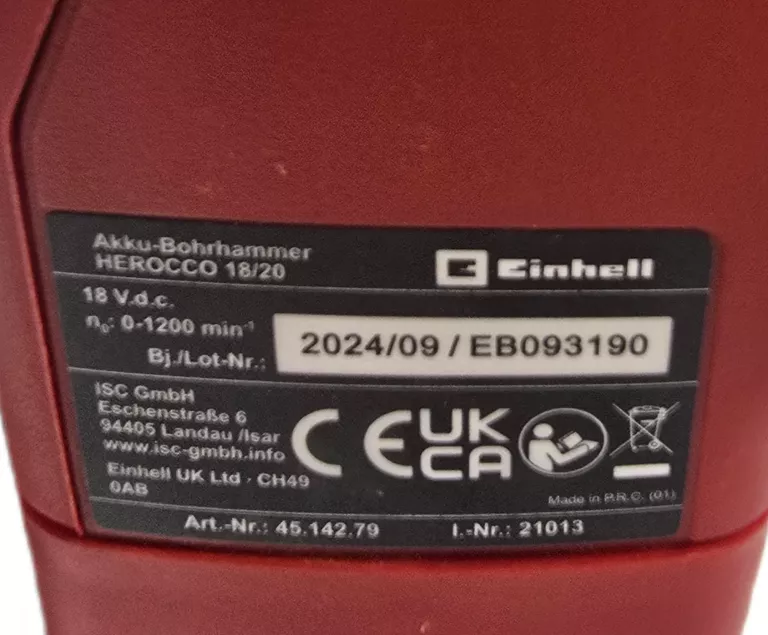 Akku-Bohrhammer
HEROCCO 18/20
Einhell
18 V.d.c.
n₀: 0-1200 min⁻¹
Bj./Lot-Nr.:
2024/09 / EB093190
ISC GmbH
Eschenstraße 6
94405 Landau /Isar
www.isc-gmbh.info
Einhell UK Ltd · CH49
0AB
CE
UK
CA
Made in P.R.C. (01)
Art.-Nr.: 45.142.79
I.-Nr.: 21013